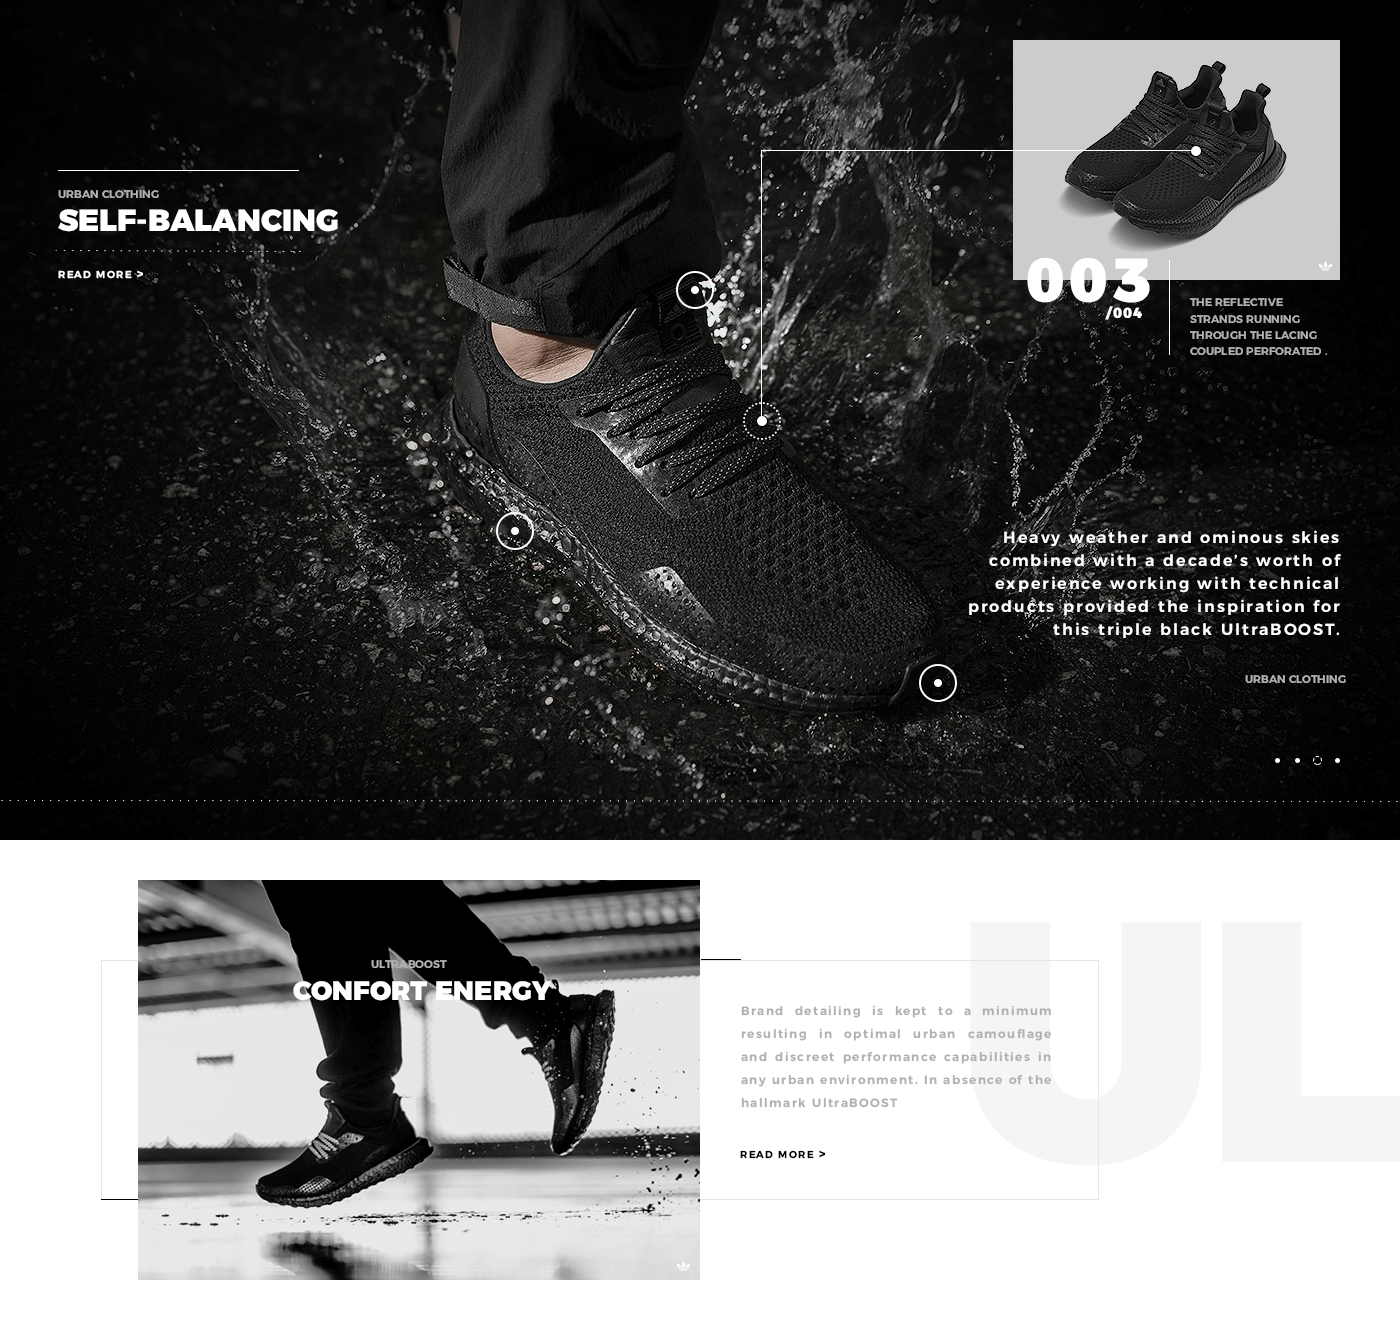 URBAN CLOTHING
SELF-BALANCING
READ MORE >
003
/004
THE REFLECTIVE
STRANDS RUNNING
THROUGH THE LACING
COUPLED PERFORATED .
Heavy weather and ominous skies
combined with a decade’s worth of
experience working with technical
products provided the inspiration for
this triple black UltraBOOST.
URBAN CLOTHING
ULTRABOOST
CONFORT ENERGY
UL
Brand detailing is kept to a minimum
resulting in optimal urban camouflage
and discreet performance capabilities in
any urban environment. In absence of the
hallmark UltraBOOST
READ MORE >